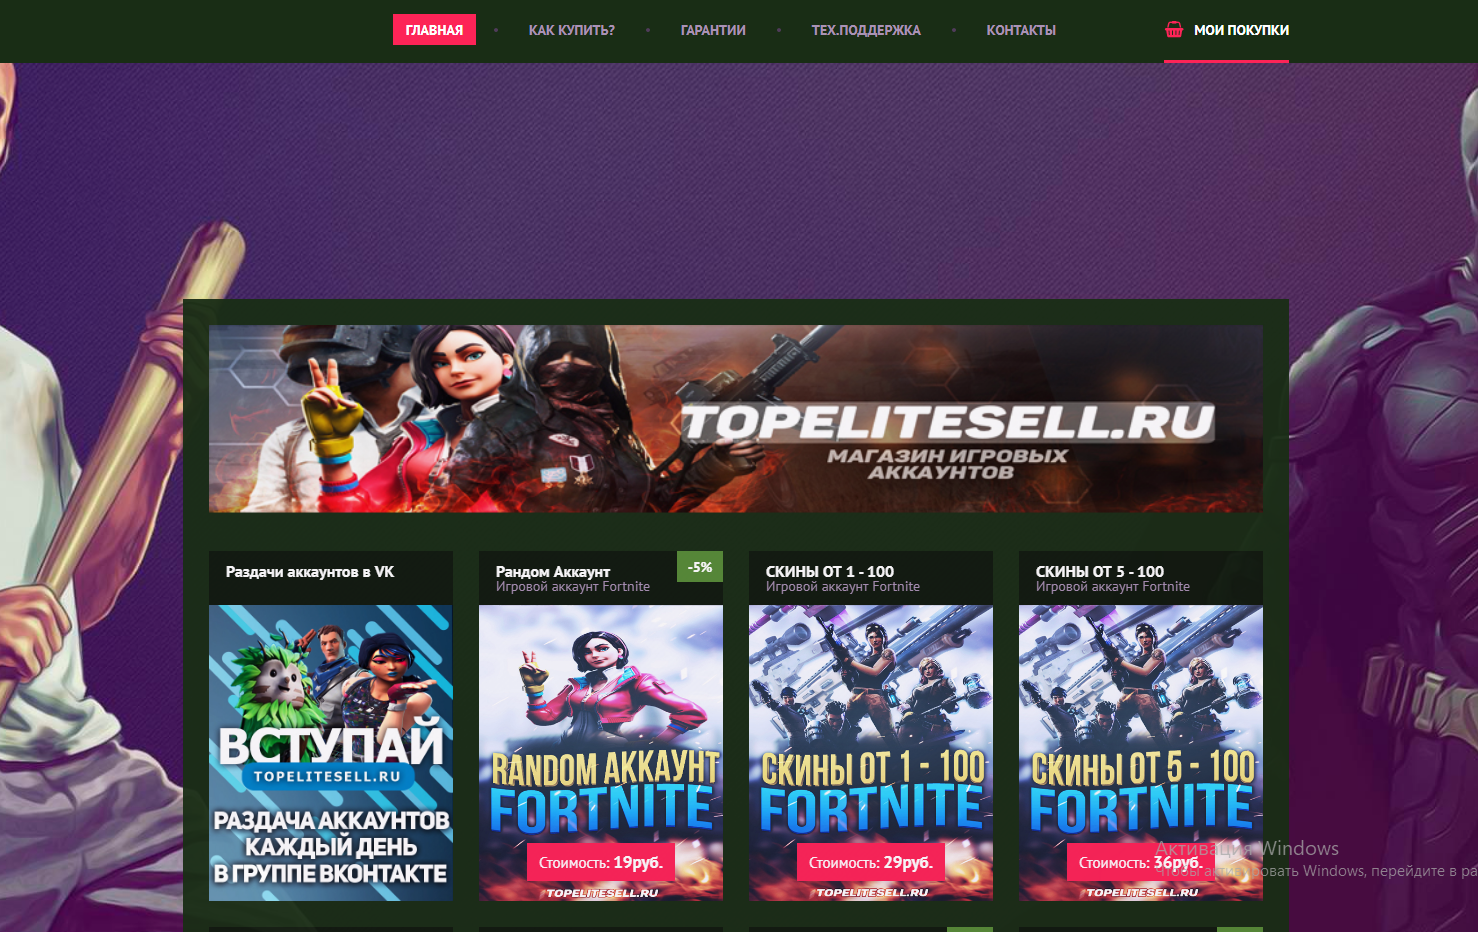 ГЛАВНАЯ
КАК КУПИТЬ?
ГАРАНТИИ
ТЕХ.ПОДДЕРЖКА
КОНТАКТЫ
МОИ ПОКУПКИ
TOPELITESELL.RU
МАГАЗИН ИГРОВЫХ
АККАУНТОВ
Раздачи аккаунтов в VK
ВСТУПАЙ
TOPELITESELL.RU
РАЗДАЧА АККАУНТОВ
КАЖДЫЙ ДЕНЬ
В ГРУППЕ ВКОНТАКТЕ
Рандом Аккаунт
Игровой аккаунт Fortnite
-5%
RANDOM АККАУНТ
FORTNITE
Стоимость: 19руб.
TOPELITESELL.RU
СКИНЫ ОТ 1 - 100
Игровой аккаунт Fortnite
СКИНЫ ОТ 1 - 100
FORTNITE
Стоимость: 29руб.
TOPELITESELL.RU
СКИНЫ ОТ 5 - 100
Игровой аккаунт Fortnite
СКИНЫ ОТ 5 - 100
FORTNITE
Стоимость: 36руб.
TOPELITESELL.RU
Активация Windows
Чтобы активировать Windows, перейдите в ра